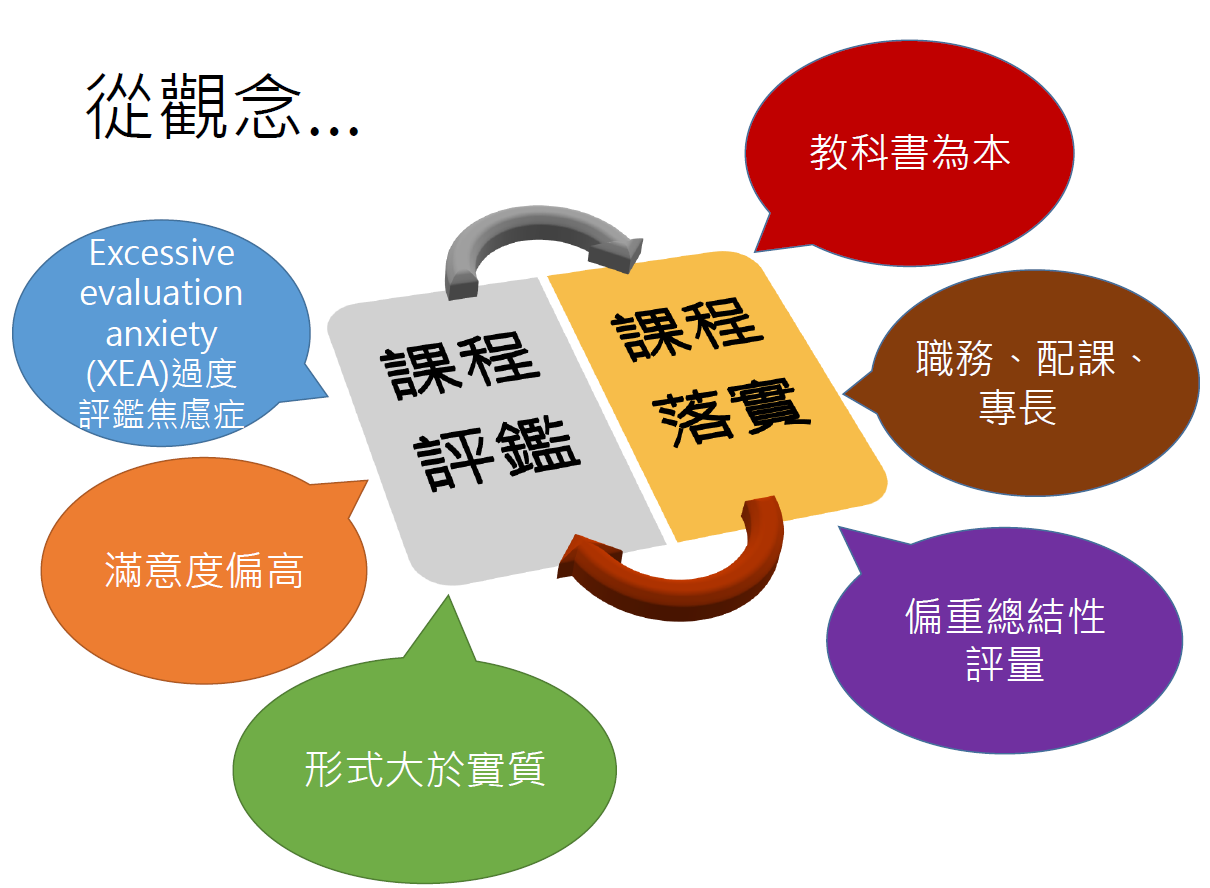 從觀念...
教科書為本
Excessive
evaluation
anxiety
(XEA)過度
評鑑焦慮症
課程
評鑑
課程
落實
職務、配課、
專長
滿意度偏高
偏重總結性
評量
形式大於實質